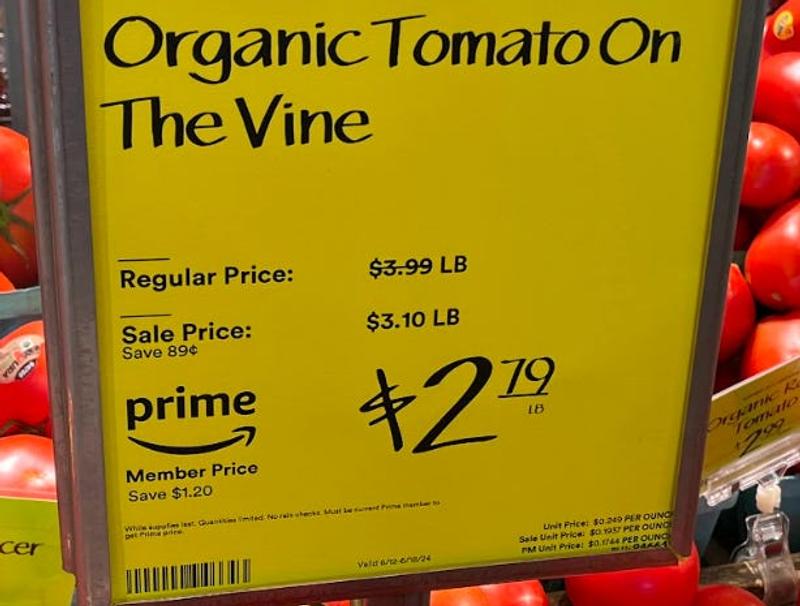 Organic Tomato On
The Vine
Regular Price: $3.99 LB
Sale Price: $3.10 LB
Save 89¢
prime
$2 79
LB
Member Price
Save $1.20
While supplies last. Quantities limited. No rain checks. Must be current Prime member to
get Prime price.
Unit Price: $0.249 PER OUNCE
Sale Unit Price: $0.1937 PER OUNCE
PM Unit Price: $0.1744 PER OUNCE
Valid 6/12-6/18/24
Organic
Tomato
2.99
cer